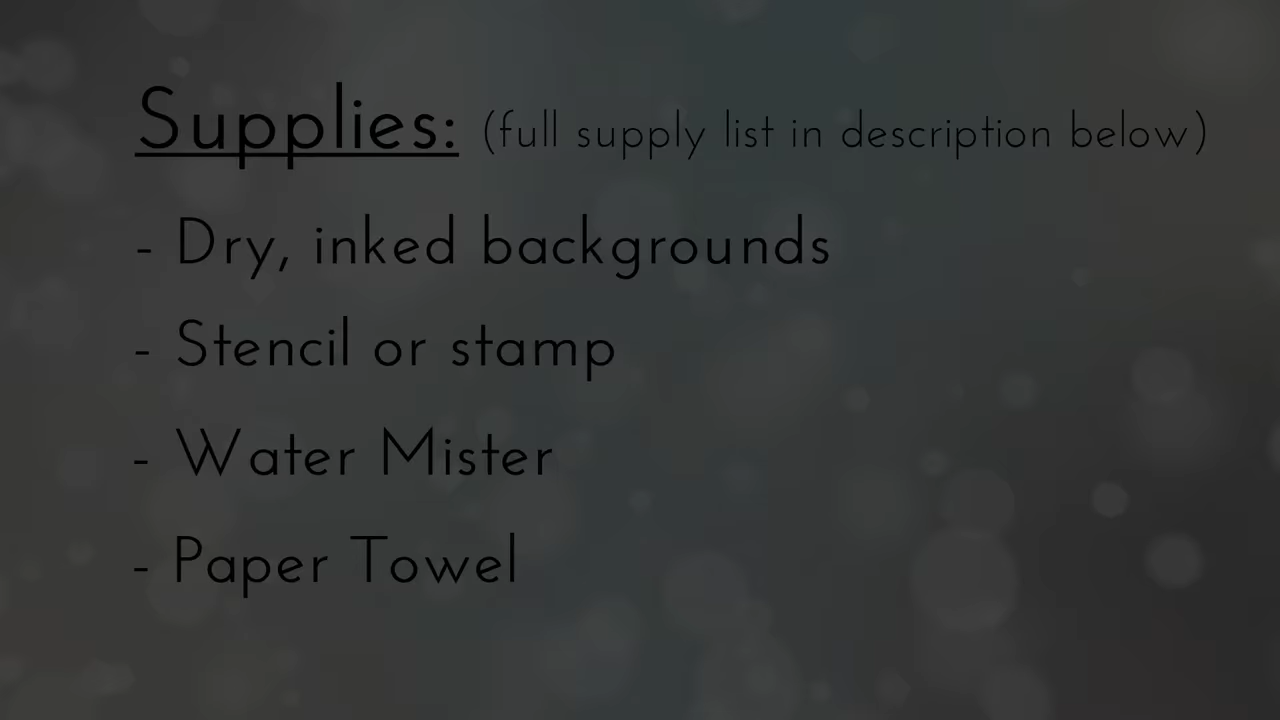 Supplies: (full supply list in description below)
- Dry, inked backgrounds
- Stencil or stamp
- Water Mister
- Paper Towel